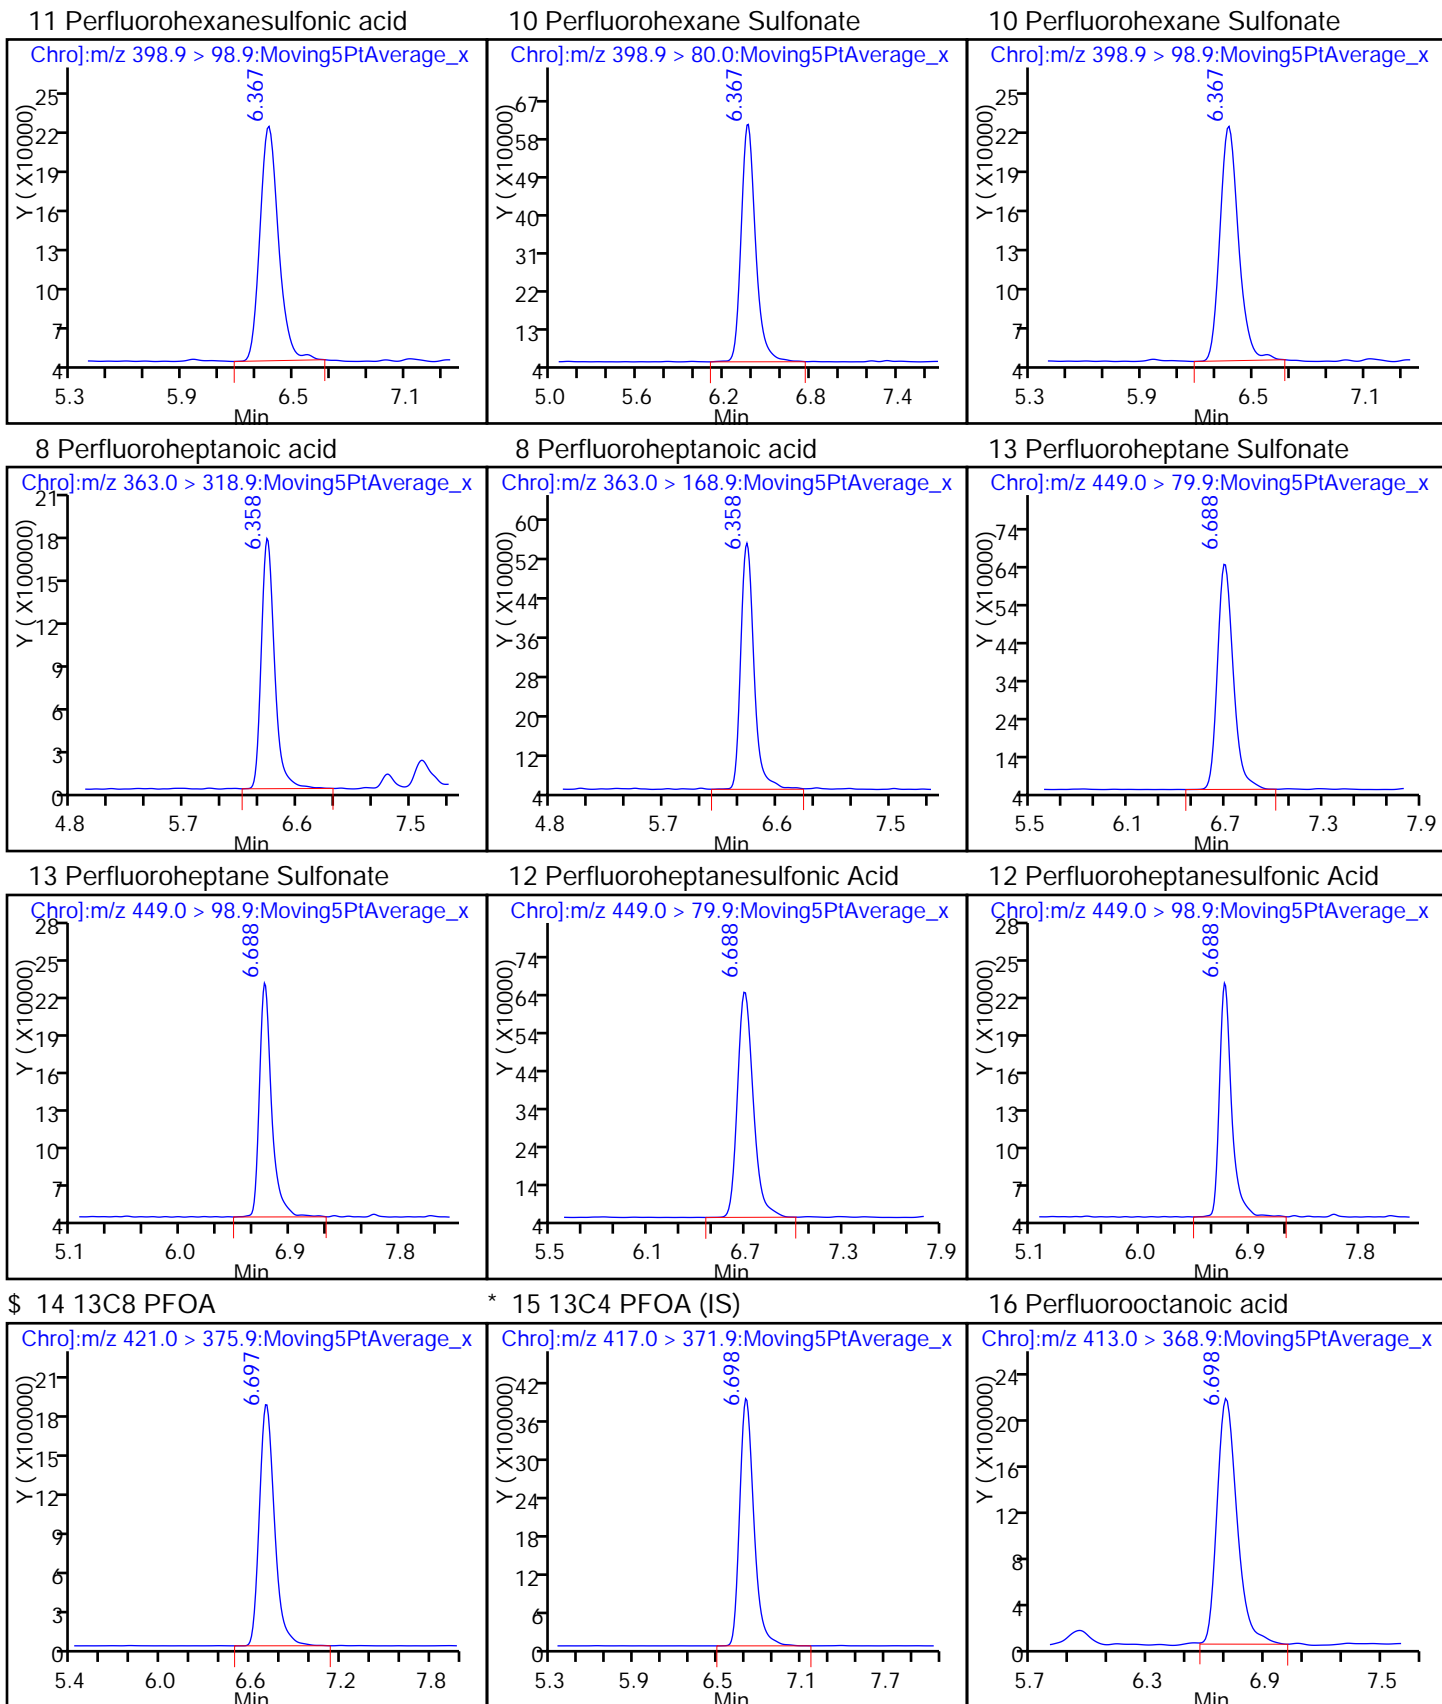 11 Perfluorohexanesulfonic acid
Chro]:m/z 398.9 > 98.9:Moving5PtAverage_x
6.367
Y ( X10000)
25
22
19
16
13
10
7
4
5.3 5.9 6.5 7.1
Min
10 Perfluorohexane Sulfonate
Chro]:m/z 398.9 > 80.0:Moving5PtAverage_x
6.367
Y ( X10000)
67
58
49
40
31
22
13
4
5.0 5.6 6.2 6.8 7.4
Min
10 Perfluorohexane Sulfonate
Chro]:m/z 398.9 > 98.9:Moving5PtAverage_x
6.367
Y ( X10000)
25
22
19
16
13
10
7
4
5.3 5.9 6.5 7.1
Min
8 Perfluoroheptanoic acid
Chro]:m/z 363.0 > 318.9:Moving5PtAverage_x
6.358
Y ( X100000)
21
18
15
12
9
6
3
0
4.8 5.7 6.6 7.5
Min
8 Perfluoroheptanoic acid
Chro]:m/z 363.0 > 168.9:Moving5PtAverage_x
6.358
Y ( X10000)
60
52
44
36
28
20
12
4
4.8 5.7 6.6 7.5
Min
13 Perfluoroheptane Sulfonate
Chro]:m/z 449.0 > 79.9:Moving5PtAverage_x
6.688
Y ( X10000)
74
64
54
44
34
24
14
4
5.5 6.1 6.7 7.3 7.9
Min
13 Perfluoroheptane Sulfonate
Chro]:m/z 449.0 > 98.9:Moving5PtAverage_x
6.688
Y ( X10000)
28
25
22
19
16
13
10
7
4
5.1 6.0 6.9 7.8
Min
12 Perfluoroheptanesulfonic Acid
Chro]:m/z 449.0 > 79.9:Moving5PtAverage_x
6.688
Y ( X10000)
74
64
54
44
34
24
14
4
5.5 6.1 6.7 7.3 7.9
Min
12 Perfluoroheptanesulfonic Acid
Chro]:m/z 449.0 > 98.9:Moving5PtAverage_x
6.688
Y ( X10000)
28
25
22
19
16
13
10
7
4
5.1 6.0 6.9 7.8
Min
$ 14 13C8 PFOA
Chro]:m/z 421.0 > 375.9:Moving5PtAverage_x
6.697
Y ( X100000)
21
18
15
12
9
6
3
0
5.4 6.0 6.6 7.2 7.8
Min
* 15 13C4 PFOA (IS)
Chro]:m/z 417.0 > 371.9:Moving5PtAverage_x
6.698
Y ( X100000)
42
36
30
24
18
12
6
0
5.3 5.9 6.5 7.1 7.7
Min
16 Perfluorooctanoic acid
Chro]:m/z 413.0 > 368.9:Moving5PtAverage_x
6.698
Y ( X100000)
24
20
16
12
8
4
0
5.7 6.3 6.9 7.5
Min